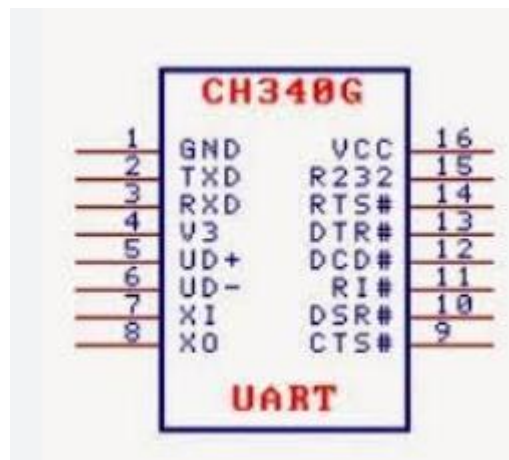 CH340G
1 GND VCC 16
2 TXD R232 15
3 RXD RTS# 14
4 V3 DTR# 13
5 UD+ DCD# 12
6 UD- RI# 11
7 XI DSR# 10
8 XO CTS# 9
UART